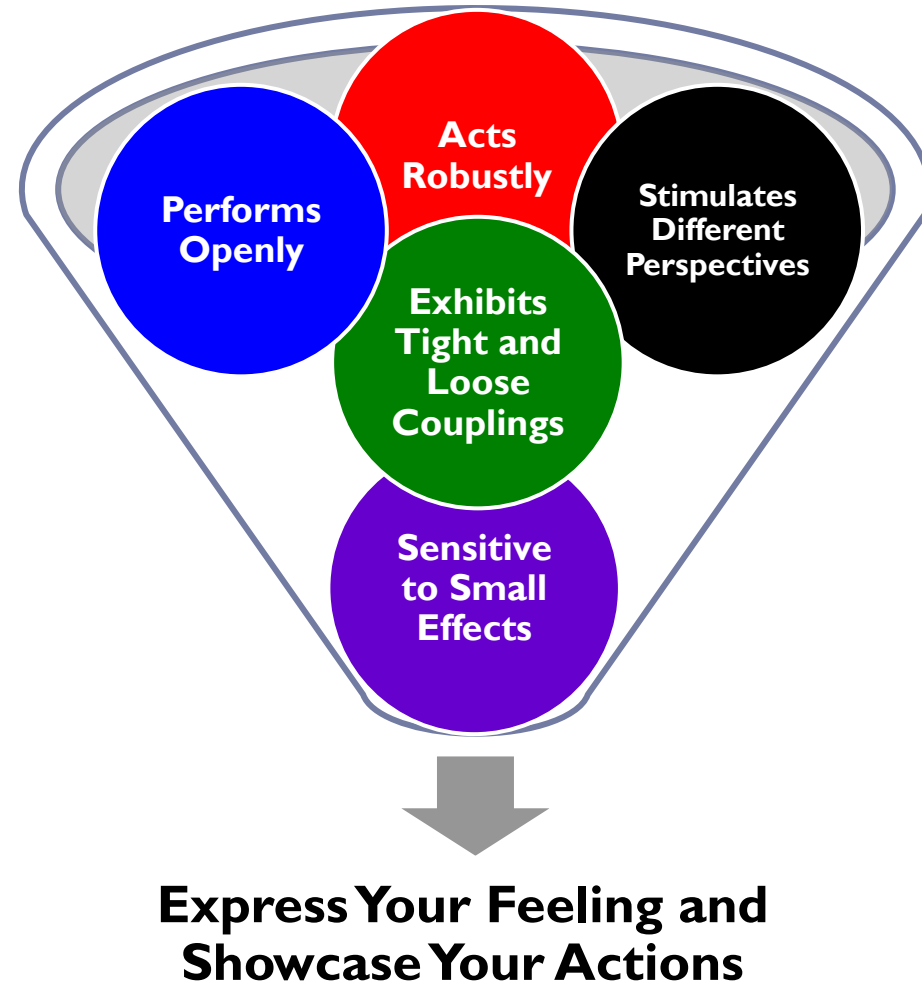 Acts
Robustly
Performs
Openly
Stimulates
Different
Perspectives
Exhibits
Tight and
Loose
Couplings
Sensitive
to Small
Effects
Express Your Feeling and
Showcase Your Actions